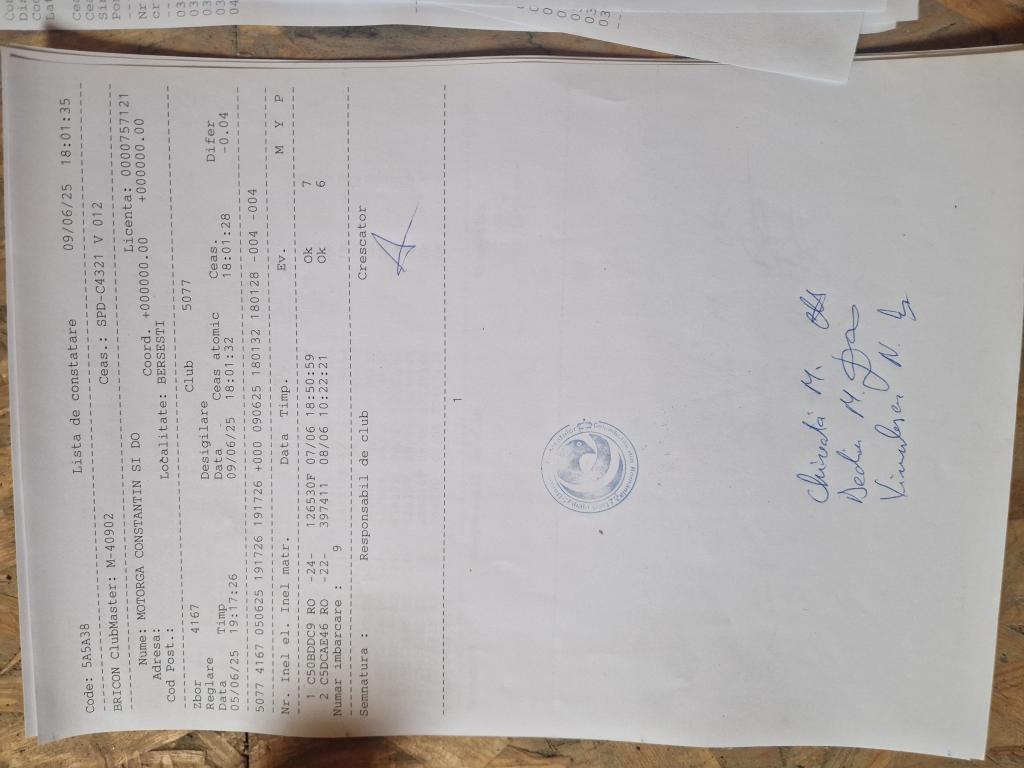 Code: 5A5A38 Lista de constatare 09/06/25 18:01:35
BRICON ClubMaster: M-40902 Ceas.: SPD-C4321 V 012
Nume: MOTORGA CONSTANTIN SI DO Licenta: 0000757121
Adresa: Coord. +000000.00 +000000.00
Cod Post.: Localitate: BERSESTI
Zbor 4167 Club 5077
Reglare Desigilare
Data Timp Data Ceas atomic Ceas. Difer
05/06/25 19:17:26 09/06/25 18:01:32 18:01:28 -0.04
5077 4167 050625 191726 191726 +000 090625 180132 180128 -004 -004
Nr. Inel el. Inel matr. Data Timp. Ev. M Y P
1 C50BDDC9 RO -24- 126530F 07/06 18:50:59 Ok 7
2 C5DCAE46 RO -22- 397411 08/06 10:22:21 Ok 6
Numar imbarcare : 9
Semnatura : Responsabil de club Crescator
1